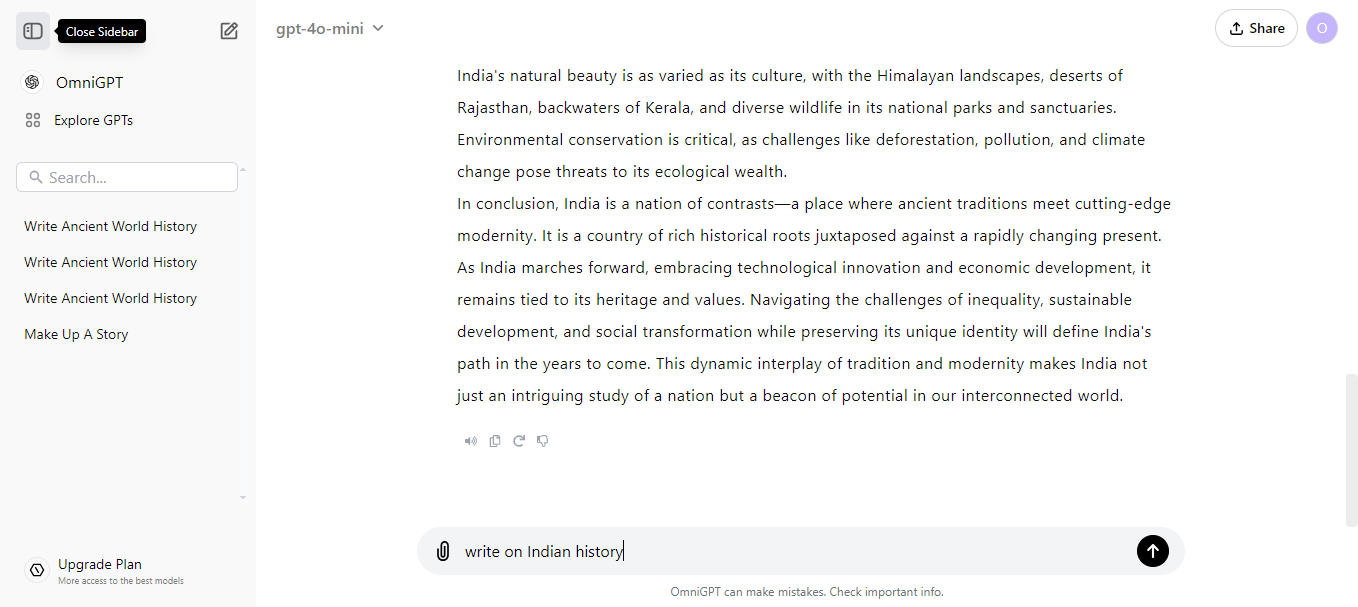 Close Sidebar
OmniGPT
Explore GPTs
Search...
Write Ancient World History
Write Ancient World History
Write Ancient World History
Make Up A Story
Upgrade Plan
More access to the best models
gpt-4o-mini
Share
O
India's natural beauty is as varied as its culture, with the Himalayan landscapes, deserts of
Rajasthan, backwaters of Kerala, and diverse wildlife in its national parks and sanctuaries.
Environmental conservation is critical, as challenges like deforestation, pollution, and climate
change pose threats to its ecological wealth.
In conclusion, India is a nation of contrasts—a place where ancient traditions meet cutting-edge
modernity. It is a country of rich historical roots juxtaposed against a rapidly changing present.
As India marches forward, embracing technological innovation and economic development, it
remains tied to its heritage and values. Navigating the challenges of inequality, sustainable
development, and social transformation while preserving its unique identity will define India's
path in the years to come. This dynamic interplay of tradition and modernity makes India not
just an intriguing study of a nation but a beacon of potential in our interconnected world.
write on Indian history
OmniGPT can make mistakes. Check important info.